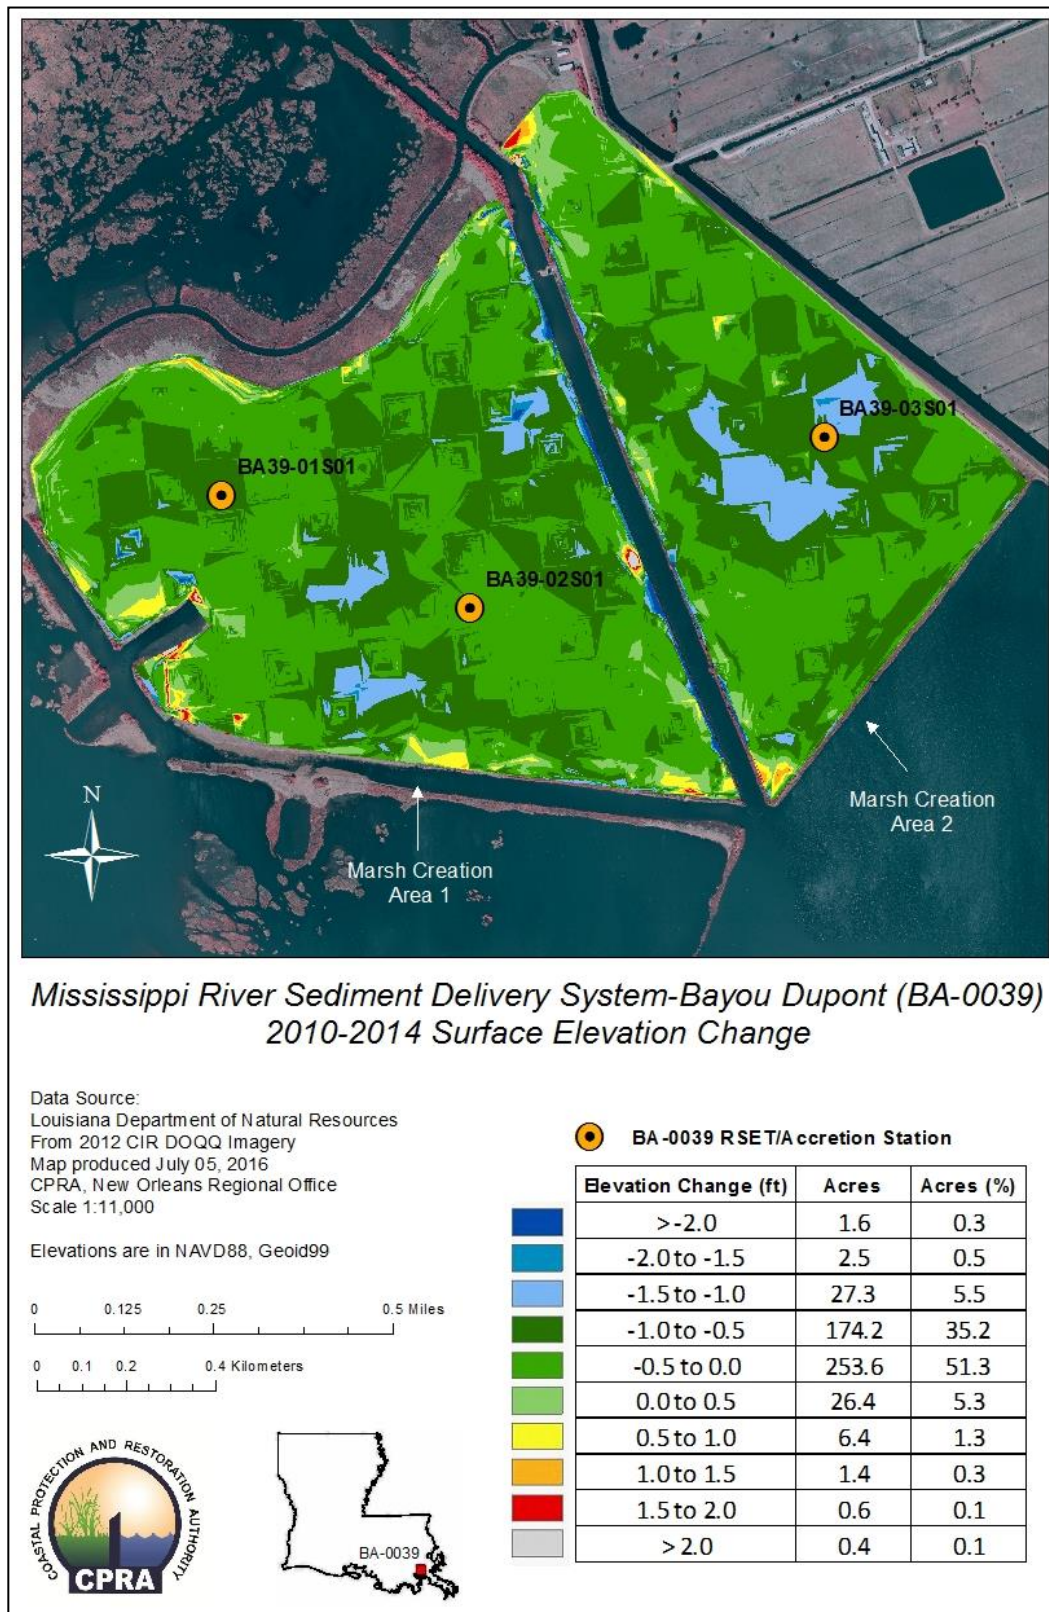 BA39-03S01
BA39-01S01
BA39-02S01
Marsh Creation
Area 2
N
Marsh Creation
Area 1
Mississippi River Sediment Delivery System-Bayou Dupont (BA-0039)
2010-2014 Surface Elevation Change
Data Source:
Louisiana Department of Natural Resources
From 2012 CIR DOQQ Imagery
Map produced July 05, 2016
CPRA, New Orleans Regional Office
Scale 1:11,000
Elevations are in NAVD88, Geoid99
0 0.125 0.25 0.5 Miles
0 0.1 0.2 0.4 Kilometers
COASTAL PROTECTION AND RESTORATION AUTHORITY
CPRA
BA-0039
BA-0039 RSET/Accretion Station
Elevation Change (ft) Acres Acres (%)
>-2.0 1.6 0.3
-2.0 to -1.5 2.5 0.5
-1.5 to -1.0 27.3 5.5
-1.0 to -0.5 174.2 35.2
-0.5 to 0.0 253.6 51.3
0.0 to 0.5 26.4 5.3
0.5 to 1.0 6.4 1.3
1.0 to 1.5 1.4 0.3
1.5 to 2.0 0.6 0.1
> 2.0 0.4 0.1